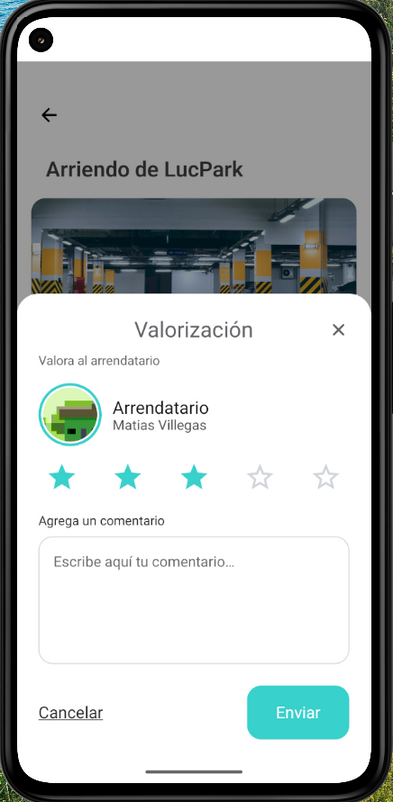 Arriendo de LucPark
Valorización
Valora al arrendatario
Arrendatario
Matias Villegas
Agrega un comentario
Escribe aquí tu comentario...
Cancelar
Enviar